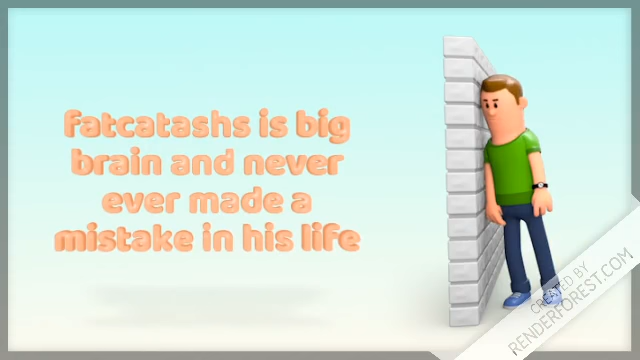 fatcatashs is big
brain and never
ever made a
mistake in his life
CREATED BY
RENDERFOREST.COM